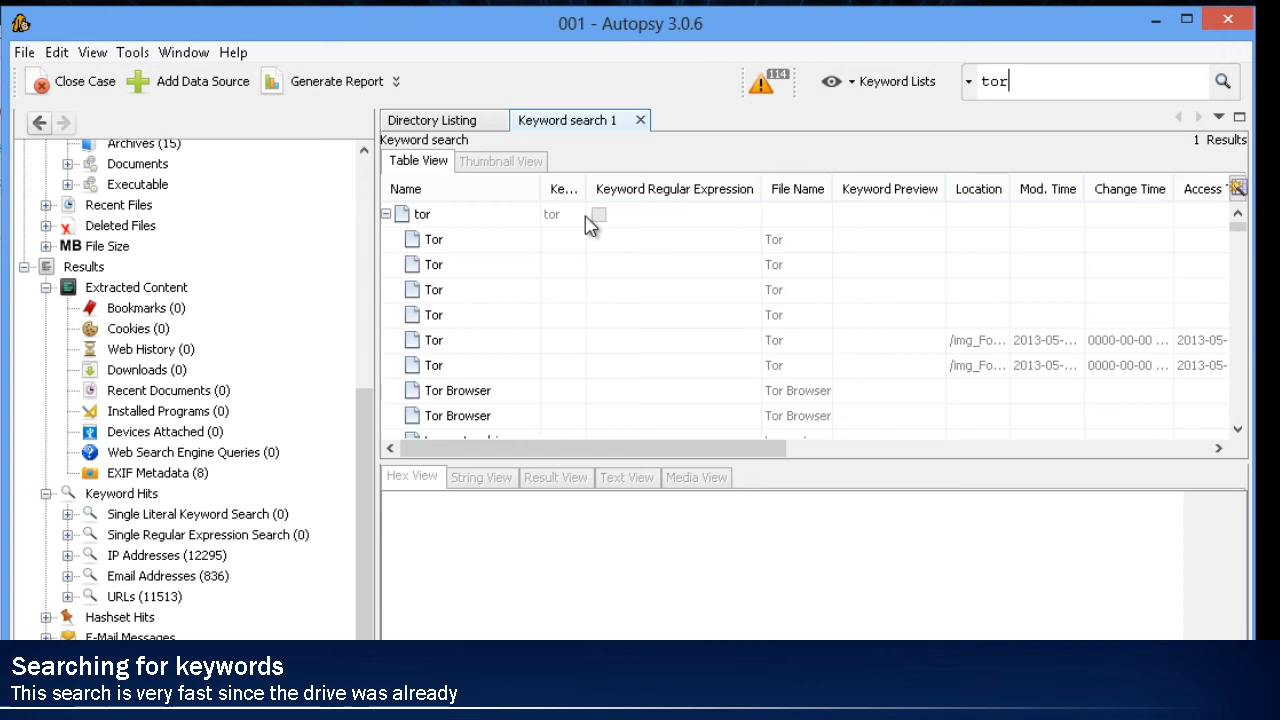 001 - Autopsy 3.0.6
File Edit View Tools Window Help
Close Case Add Data Source Generate Report 114 Keyword Lists tor
Directory Listing Keyword search 1
Keyword search 1 Results
Table View Thumbnail View
Name Ke... Keyword Regular Expression File Name Keyword Preview Location Mod. Time Change Time Access
tor tor
Tor Tor
Tor Tor
Tor Tor
Tor Tor
Tor Tor /img_Fo... 2013-05-... 0000-00-00 ... 2013-05-
Tor Tor /img_Fo... 2013-05-... 0000-00-00 ... 2013-05-
Tor Browser Tor Browser
Tor Browser Tor Browser
Archives (15)
Documents
Executable
Recent Files
Deleted Files
MB File Size
Results
Extracted Content
Bookmarks (0)
Cookies (0)
Web History (0)
Downloads (0)
Recent Documents (0)
Installed Programs (0)
Devices Attached (0)
Web Search Engine Queries (0)
EXIF Metadata (8)
Keyword Hits
Single Literal Keyword Search (0)
Single Regular Expression Search (0)
IP Addresses (12295)
Email Addresses (836)
URLs (11513)
Hashset Hits
E-Mail Messages
Hex View String View Result View Text View Media View
Searching for keywords
This search is very fast since the drive was already